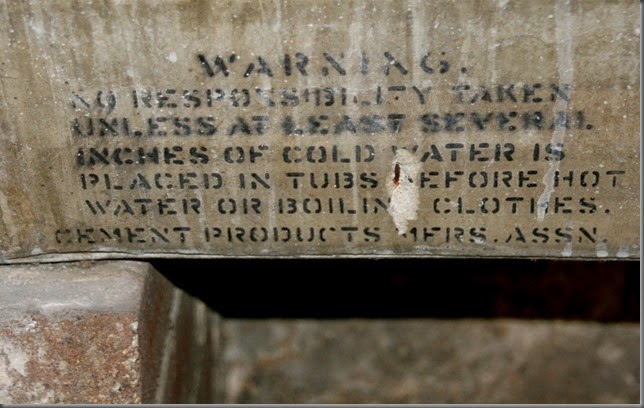 WARNING.
NO RESPONSIBILITY TAKEN
UNLESS AT LEAST SEVERAL
INCHES OF COLD WATER IS
PLACED IN TUBS BEFORE HOT
WATER OR BOILING CLOTHES.
CEMENT PRODUCTS MFRS. ASSN.